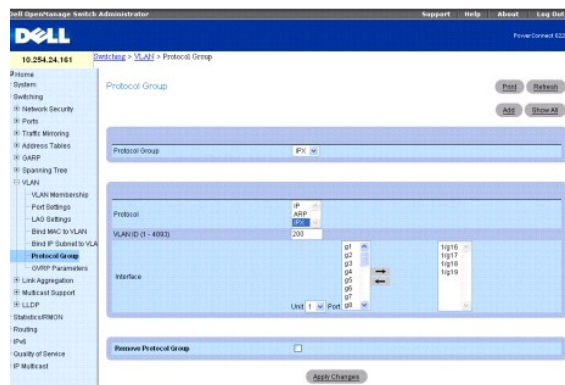 Dell OpenManage Switch Administrator
Support Help About Log Out
DELL
PowerConnect 622
10.254.24.161
Switching > VLAN > Protocol Group
Home
System
Switching
Network Security
Ports
Traffic Mirroring
Address Tables
GARP
Spanning Tree
VLAN
VLAN Membership
Port Settings
LAG Settings
Bind MAC to VLAN
Bind IP Subnet to VLA
Protocol Group
GVRP Parameters
Link Aggregation
Multicast Support
LLDP
Statistics/RMON
Routing
IPv6
Quality of Service
IP Multicast
Protocol Group
Print Refresh
Add Show All
Protocol Group IPX
Protocol
IP
ARP
IPX
VLAN ID (1 - 4093) 200
Interface
Unit 1 Port
g1
g2
g3
g4
g5
g6
g7
g8
1/g16
1/g17
1/g18
1/g19
Remove Protocol Group
Apply Changes